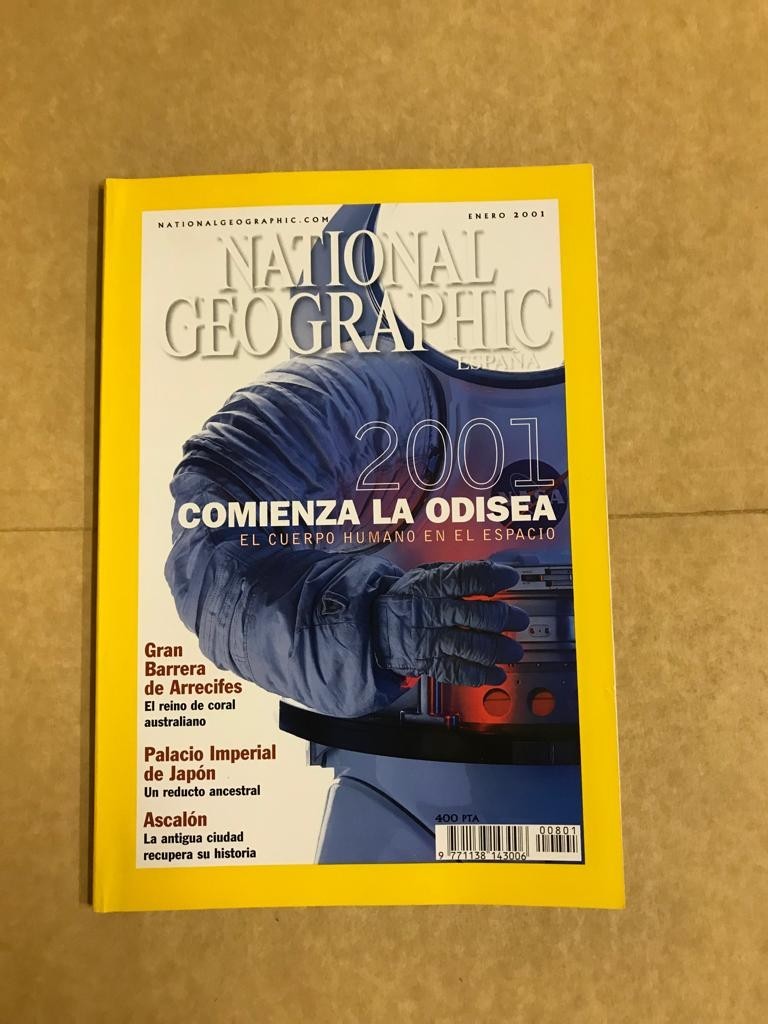 NATIONALGEOGRAPHIC.COM
ENERO 2001
NATIONAL
GEOGRAPHIC
ESPAÑA
2001
COMIENZA LA ODISEA
EL CUERPO HUMANO EN EL ESPACIO
Gran
Barrera
de Arrecifes
El reino de coral
australiano
Palacio Imperial
de Japón
Un reducto ancestral
Ascalón
La antigua ciudad
recupera su historia
400 PTA
00801
9 771138 143006